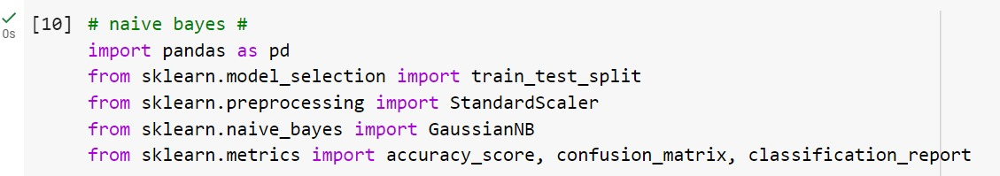 [10] # naive bayes #
0s
import pandas as pd
from sklearn.model_selection import train_test_split
from sklearn.preprocessing import StandardScaler
from sklearn.naive_bayes import GaussianNB
from sklearn.metrics import accuracy_score, confusion_matrix, classification_report